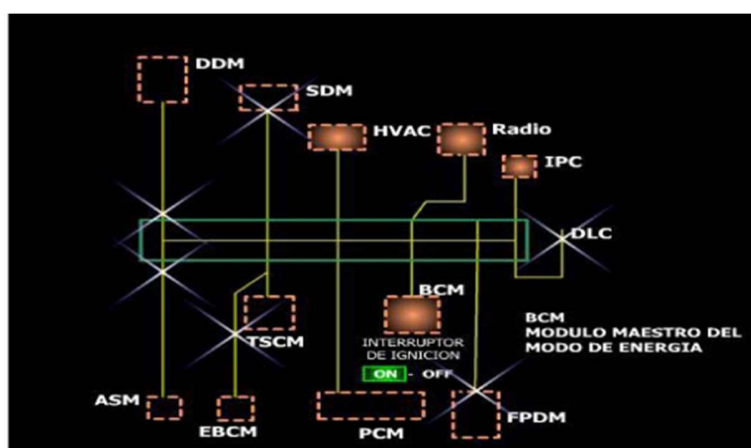 DDM
SDM
HVAC
Radio
IPC
DLC
BCM
TSCM
INTERRUPTOR
DE IGNICION
ON - OFF
BCM
MODULO MAESTRO DEL
MODO DE ENERGIA
ASM
EBCM
PCM
FPDM